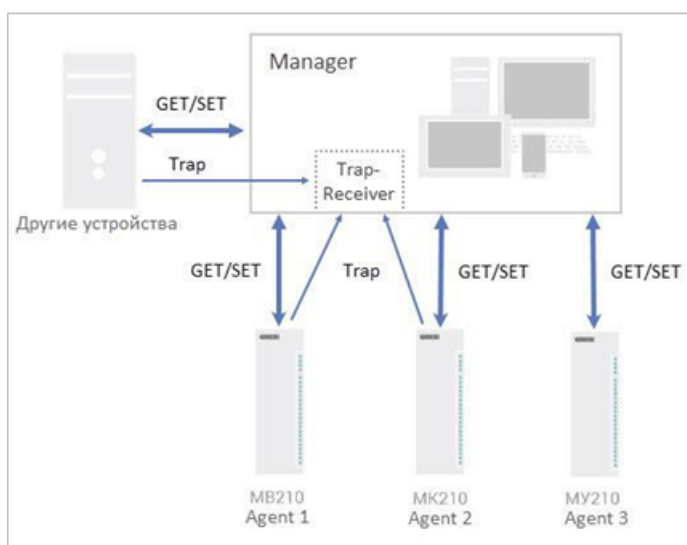 Manager
GET/SET
Trap
Trap-
Receiver
Другие устройства
GET/SET
Trap
GET/SET
GET/SET
МВ210
Agent 1
МК210
Agent 2
МУ210
Agent 3